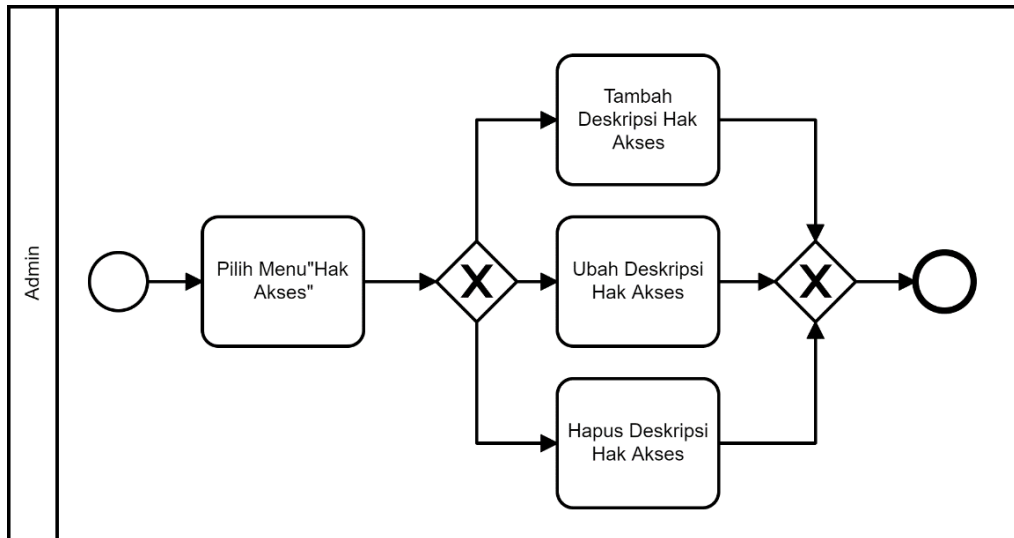 Admin
Pilih Menu"Hak
Akses"
Tambah
Deskripsi Hak
Akses
Ubah Deskripsi
Hak Akses
Hapus Deskripsi
Hak Akses